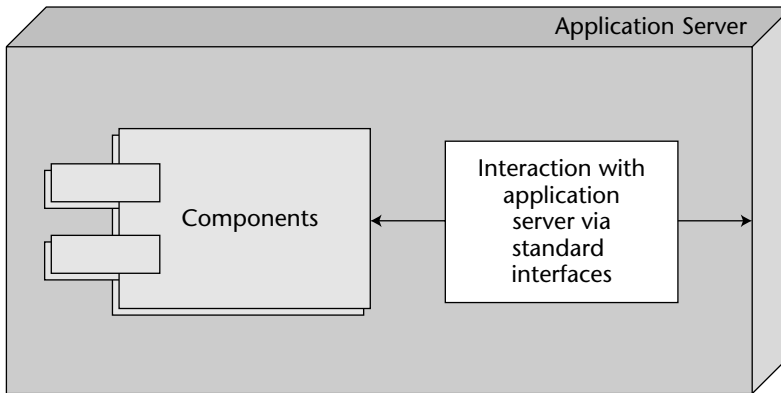 Application Server
Components
Interaction with
application
server via
standard
interfaces